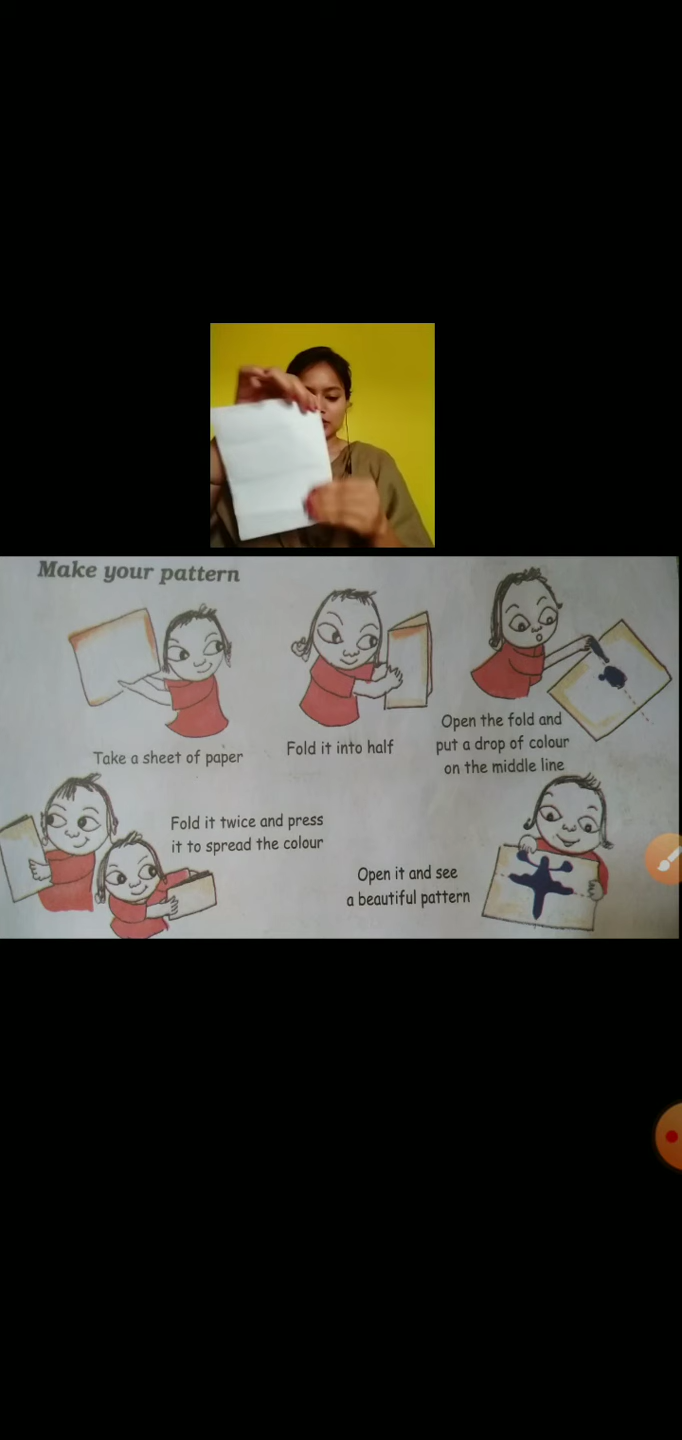 Make your pattern
Take a sheet of paper
Fold it into half
Open the fold and
put a drop of colour
on the middle line
Fold it twice and press
it to spread the colour
Open it and see
a beautiful pattern